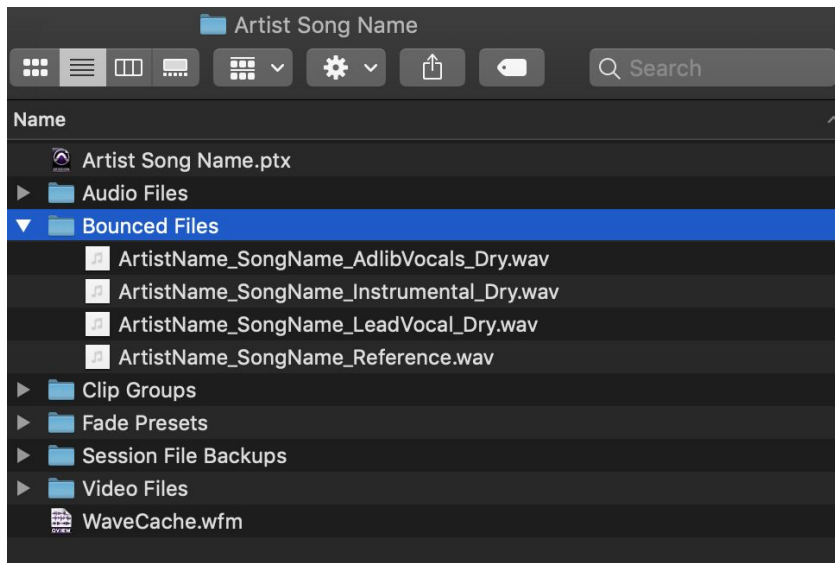 Artist Song Name
Search
Name
Artist Song Name.ptx
Audio Files
Bounced Files
ArtistName_SongName_AdlibVocals_Dry.wav
ArtistName_SongName_Instrumental_Dry.wav
ArtistName_SongName_LeadVocal_Dry.wav
ArtistName_SongName_Reference.wav
Clip Groups
Fade Presets
Session File Backups
Video Files
WaveCache.wfm